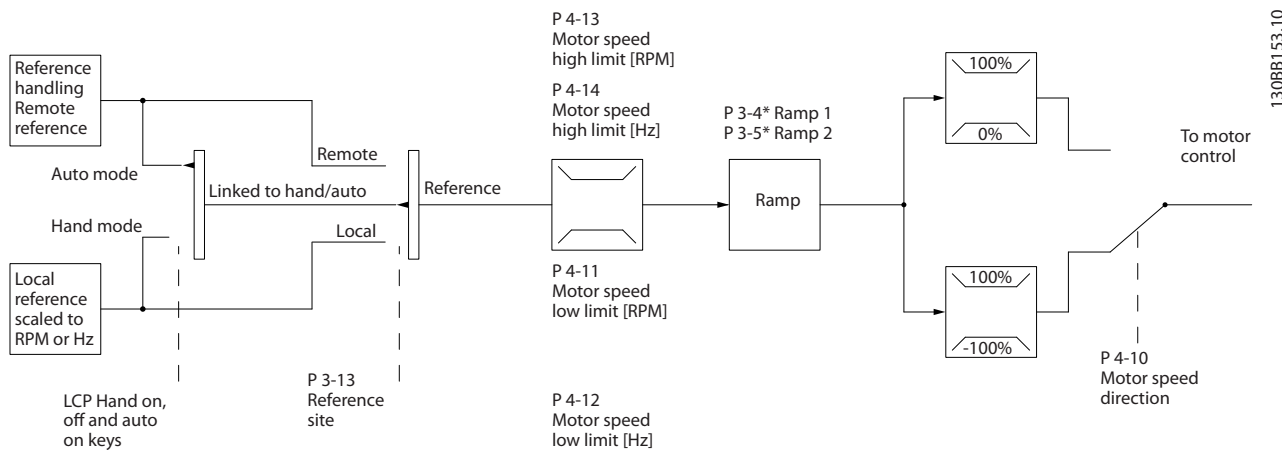 P 4-13
Motor speed
high limit [RPM]
P 4-14
Motor speed
high limit [Hz]
130BB153.10
Reference
handling
Remote
reference
Auto mode
Hand mode
Local
reference
scaled to
RPM or Hz
LCP Hand on,
off and auto
on keys
Linked to hand/auto
Remote
Local
P 3-13
Reference
site
Reference
P 4-11
Motor speed
low limit [RPM]
P 4-12
Motor speed
low limit [Hz]
P 3-4* Ramp 1
P 3-5* Ramp 2
Ramp
100%
0%
100%
-100%
To motor
control
P 4-10
Motor speed
direction